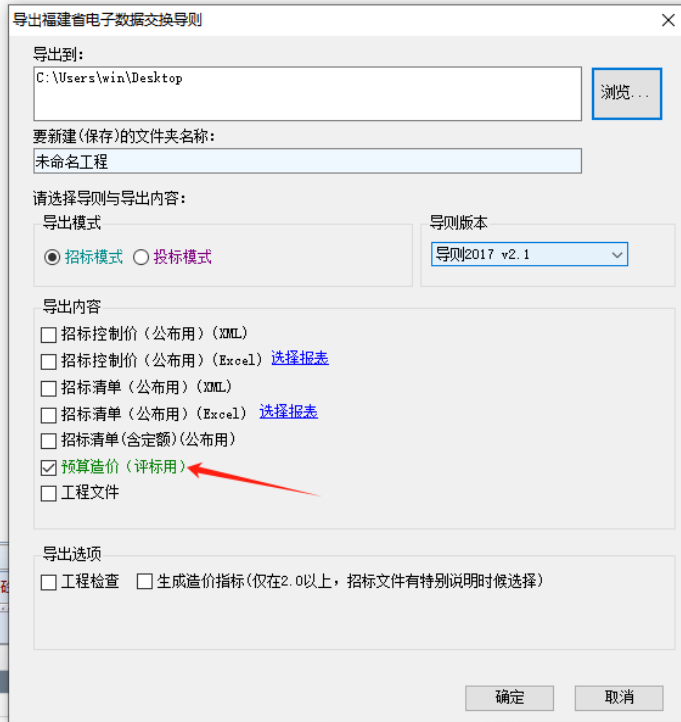 导出福建省电子数据交换导则
导出到:
C:\Users\win\Desktop
浏览...
要新建(保存)的文件夹名称:
未命名工程
请选择导则与导出内容:
导出模式
招标模式 投标模式
导则版本
导则2017 v2.1
导出内容
招标控制价（公布用）(XML)
招标控制价（公布用）(Excel) 选择报表
招标清单（公布用）(XML)
招标清单（公布用）(Excel) 选择报表
招标清单(含定额)(公布用)
预算造价（评标用）
工程文件
导出选项
工程检查 生成造价指标(仅在2.0以上，招标文件有特别说明时候选择)
确定 取消